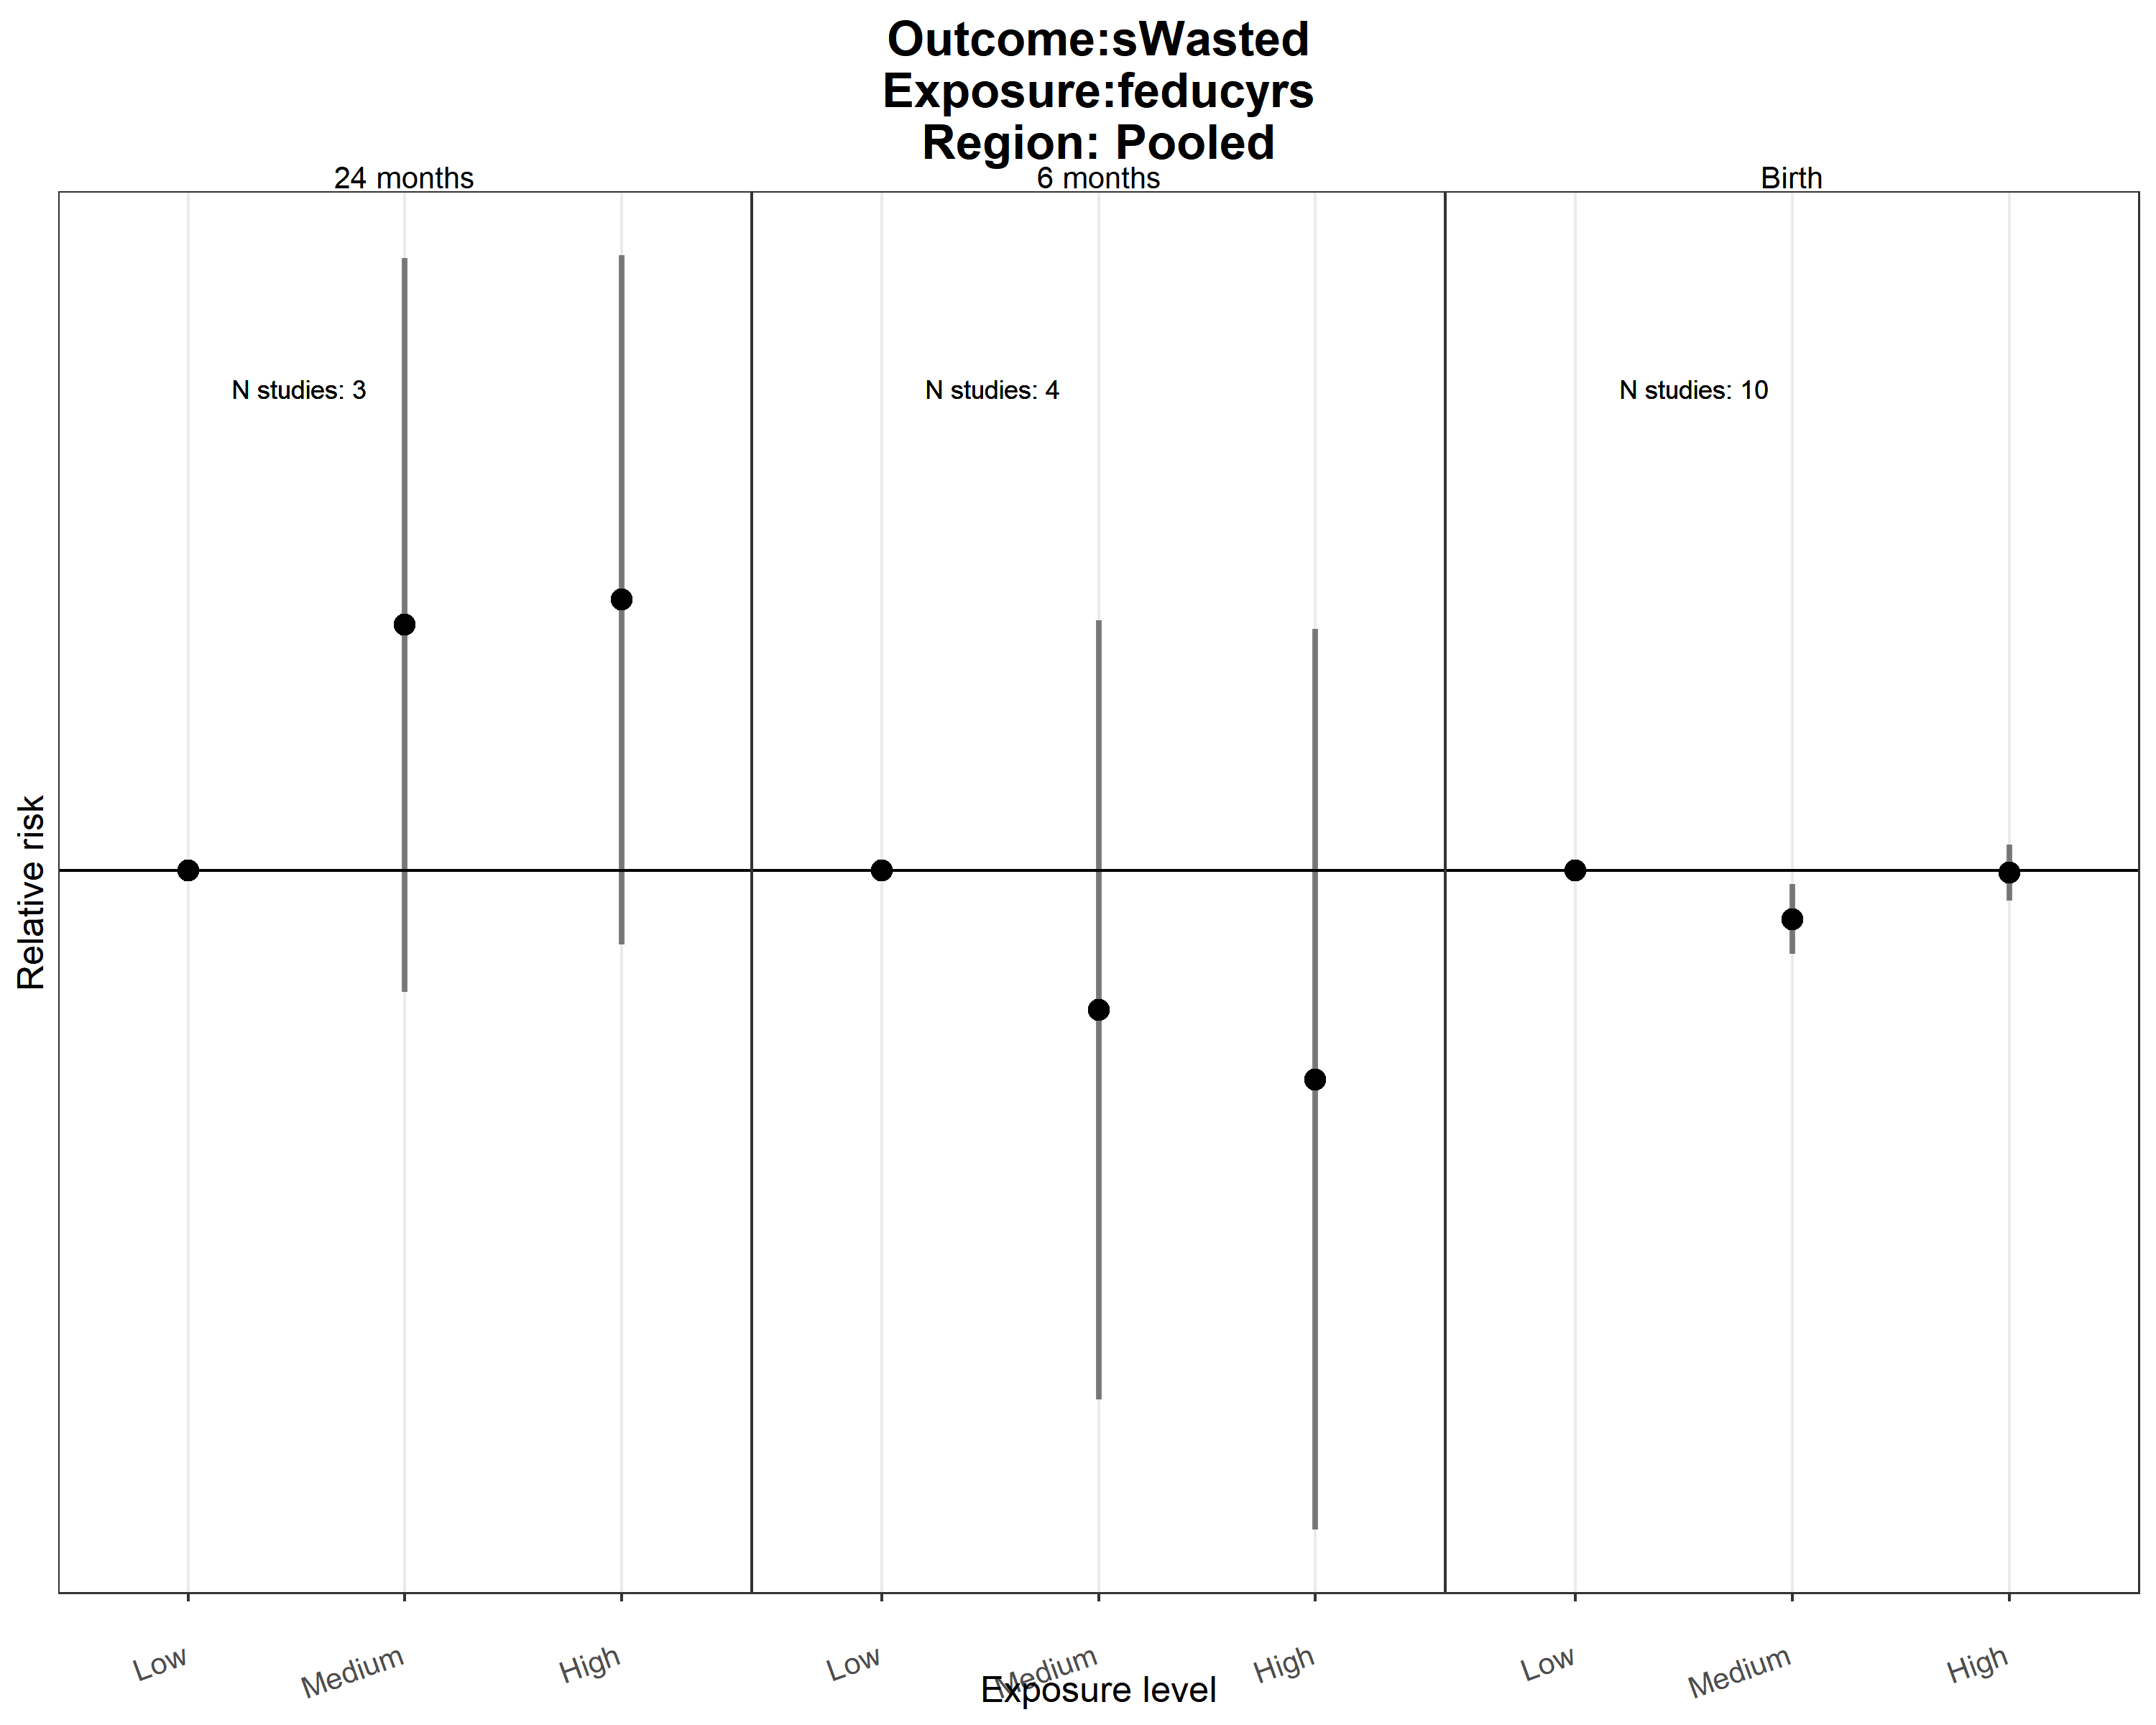 Outcome:sWasted
Exposure:feducyrs
Region: Pooled
24 months
6 months
Birth
N studies: 3
N studies: 4
N studies: 10
Relative risk
Low
Medium
High
Low
Medium
High
Low
Medium
High
Exposure level